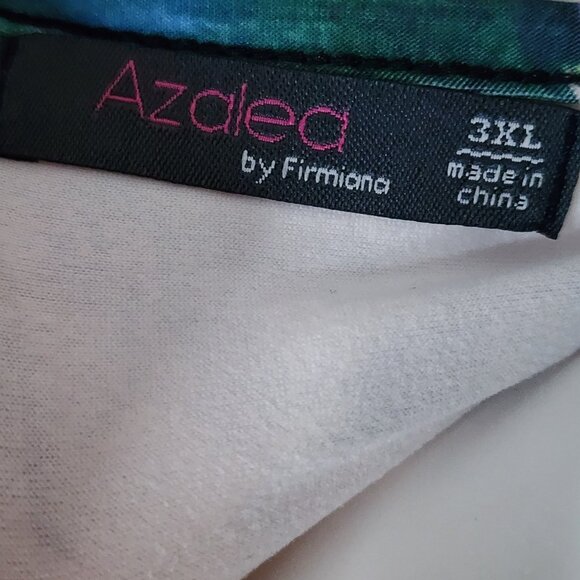 Azalea
by Firmiana
3XL
made in
china